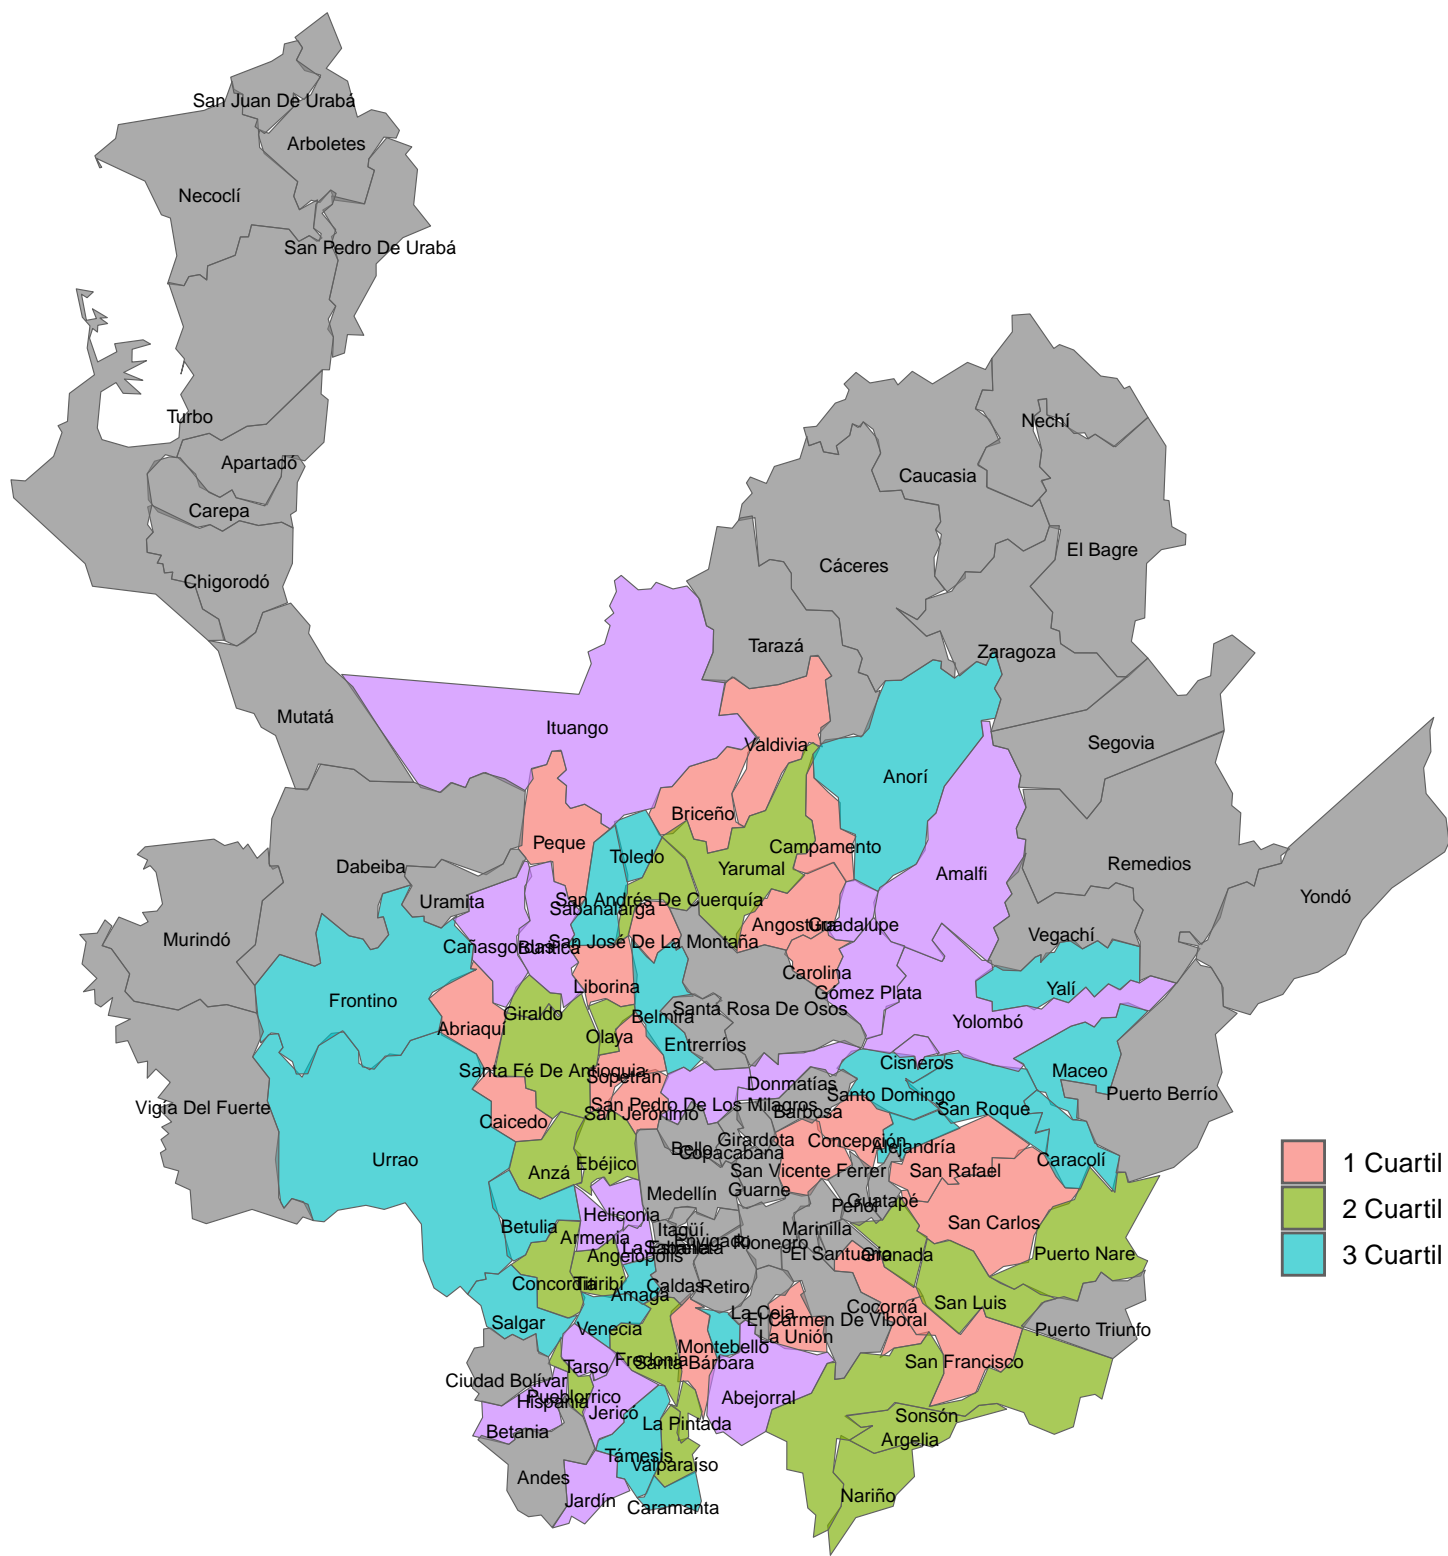 San Juan De Urabá
Arboletes
Necoclí
San Pedro De Urabá
Turbo
Nechí
Apartadó
Caucasia
Carepa
El Bagre
Cáceres
Chigorodó
Tarazá
Zaragoza
Mutatá
Ituango
Valdivia
Segovia
Anorí
Briceño
Peque
Campamento
Toledo
Dabeiba
Yarumal
Remedios
Amalfi
Yondó
Uramita
San Andrés De Cuerquía
Sabanalarga
Angostura
Guadalupe
Vegachí
Murindó
Cañasgordas
Buriticá
San José De La Montaña
Carolina
Liborina
Gómez Plata
Yalí
Frontino
Giraldo
Santa Rosa De Osos
Belmira
Yolombó
Abriaquí
Olaya
Entrerríos
Cisneros
Santa Fé De Antioquia
Sopetrán
Maceo
Donmatías
Santo Domingo
Puerto Berrío
Vigía Del Fuerte
San Pedro De Los Milagros
San Jerónimo
Barbosa
San Roque
Caicedo
Girardota
Concepción
Alejandría
Bello
Copacabana
Urrao
Anzá
Ebéjico
San Vicente Ferrer
San Rafael
Caracolí
1 Cuartil
Medellín
Guarne
Guatapé
Peñol
2 Cuartil
Betulia
Heliconia
Itagüí
Marinilla
San Carlos
Armenia
La Estrella
Sabaneta
Envigado
Rionegro
El Santuario
Granada
Puerto Nare
3 Cuartil
Angelópolis
Concordia
Titiribí
Amagá
Caldas
Retiro
San Luis
Salgar
Venecia
La Ceja
El Carmen De Viboral
Cocorná
La Unión
Puerto Triunfo
Montebello
Tarso
Fredonia
Santa Bárbara
San Francisco
Ciudad Bolívar
Pueblorrico
Hispania
Abejorral
Jericó
La Pintada
Sonsón
Betania
Argelia
Támesis
Valparaíso
Andes
Nariño
Jardín
Caramanta